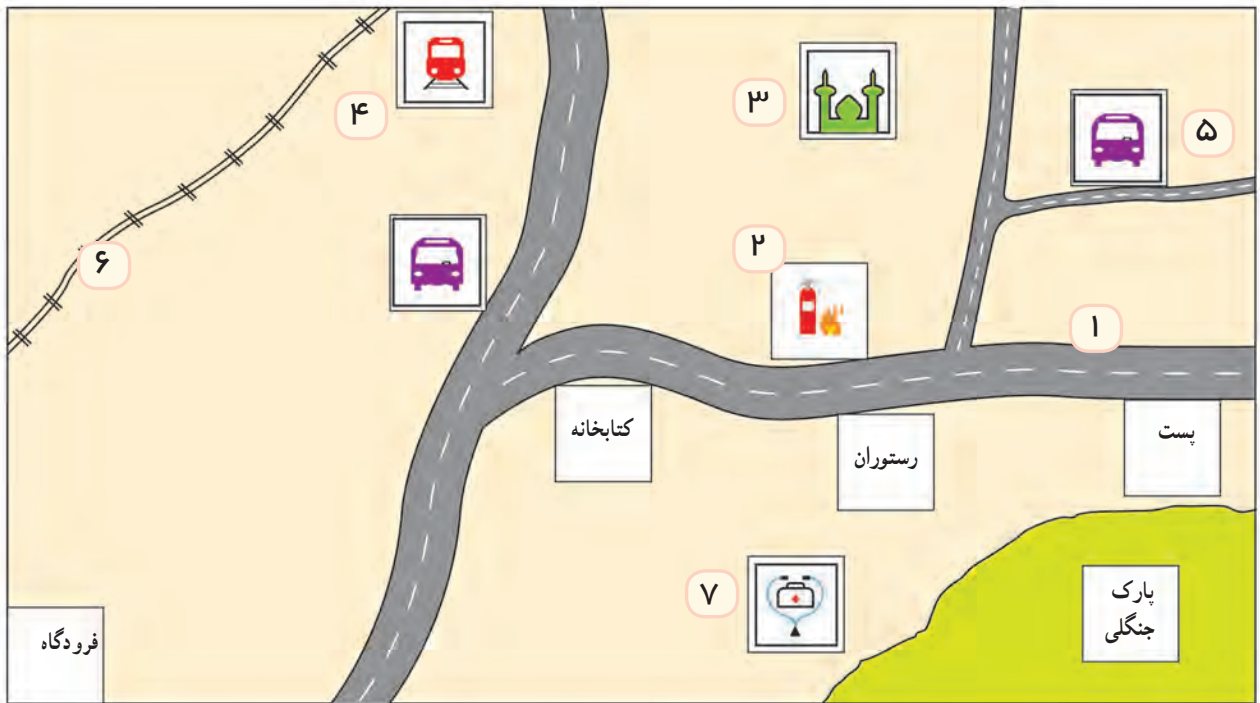 ۳
۵
۴
۲
۶
۱
کتابخانه
رستوران
پست
۷
پارک
جنگلی
فرودگاه